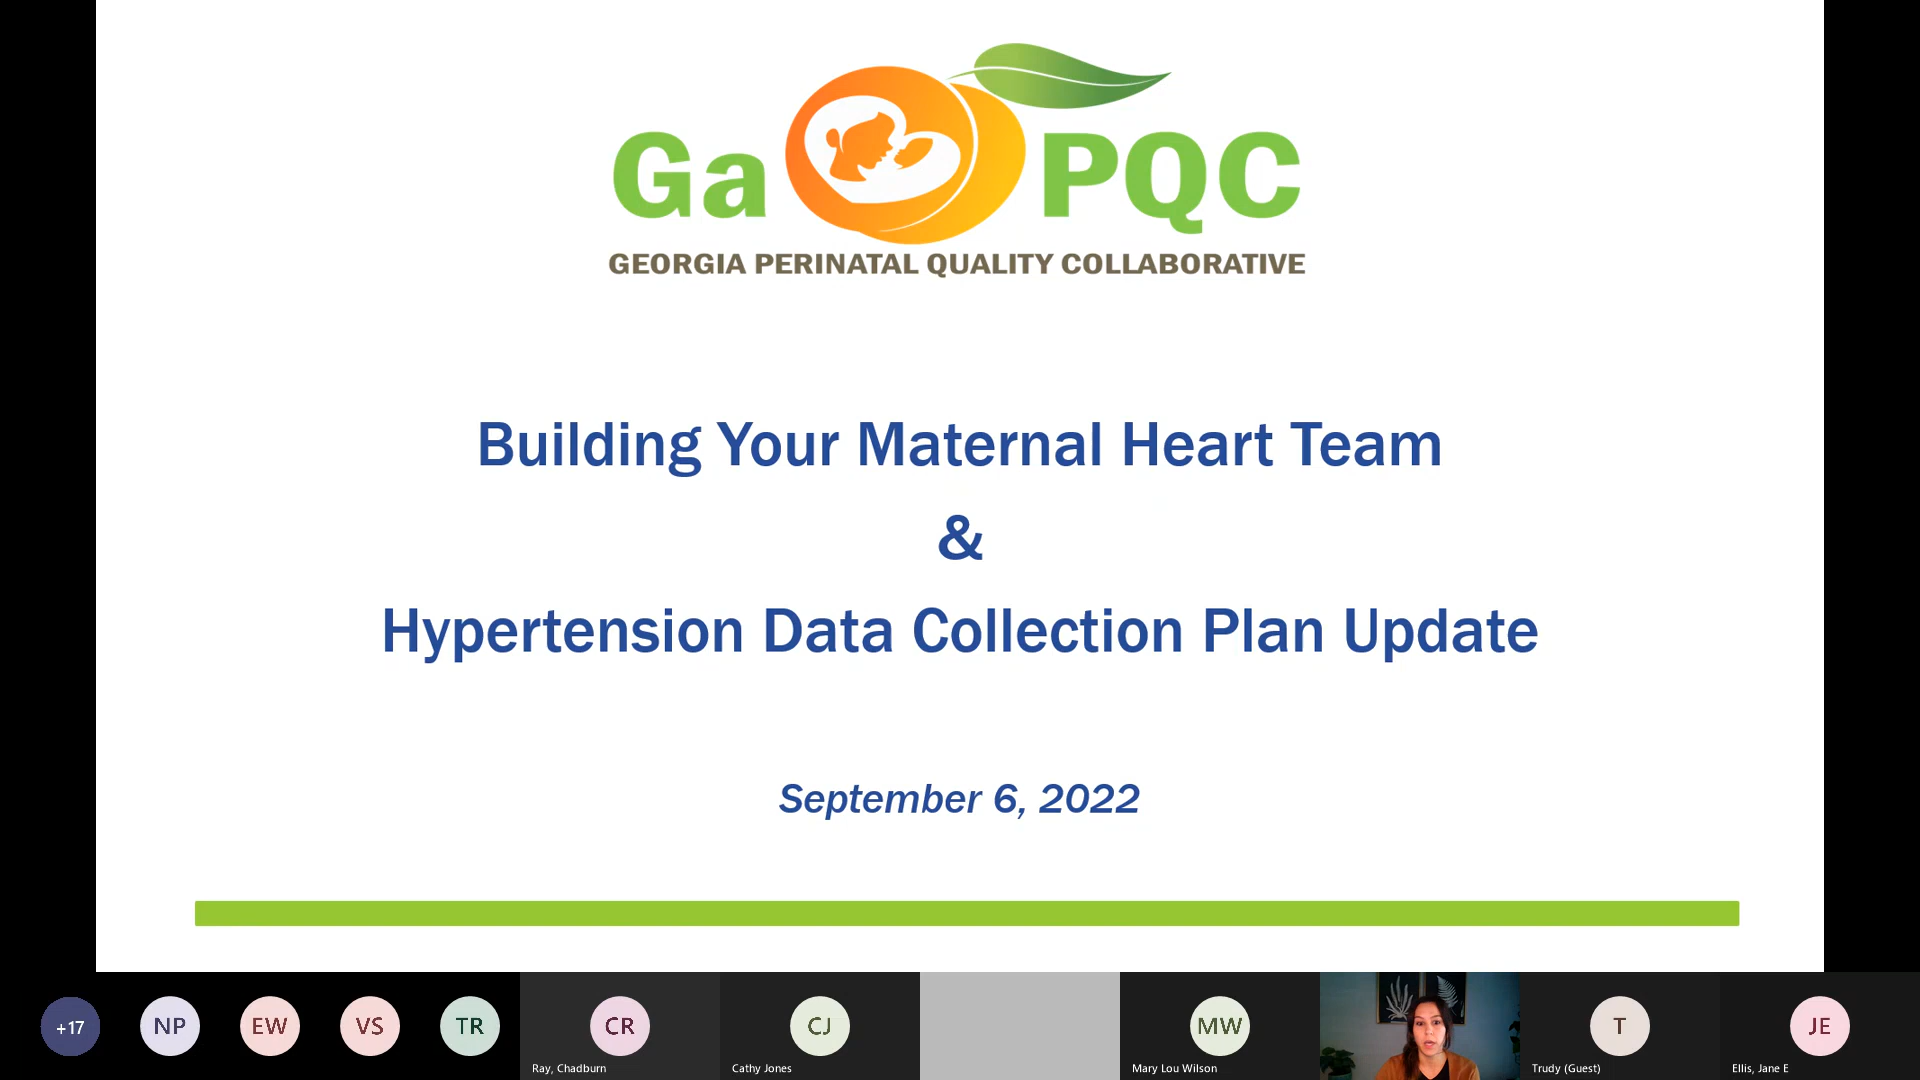 Ga PQC
GEORGIA PERINATAL QUALITY COLLABORATIVE
Building Your Maternal Heart Team
&
Hypertension Data Collection Plan Update
September 6, 2022
+17
NP
EW
VS
TR
CR
CJ
MW
T
JE
Ray, Chadburn
Cathy Jones
Mary Lou Wilson
Trudy (Guest)
Ellis, Jane E